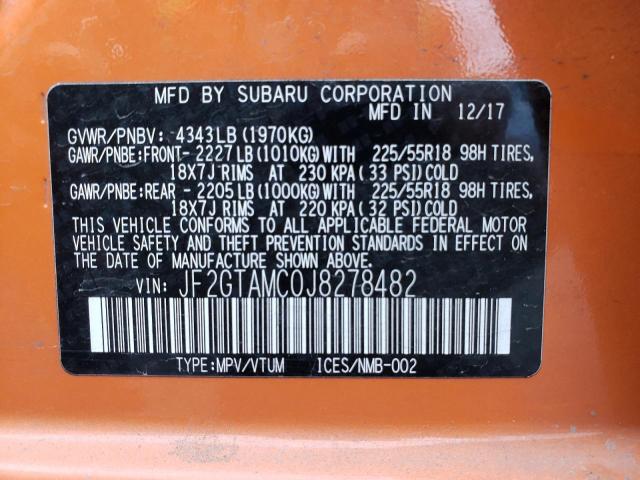 MFD BY SUBARU CORPORATION
MFD IN 12/17
GVWR/PNBV: 4343LB(1970KG)
GAWR/PNBE:FRONT- 2227LB(1010KG)WITH 225/55R18 98H TIRES,
18X7J RIMS AT 230 KPA(33 PSI)COLD
GAWR/PNBE:REAR - 2205LB(1000KG)WITH 225/55R18 98H TIRES,
18X7J RIMS AT 220 KPA(32 PSI)COLD
THIS VEHICLE CONFORMS TO ALL APPLICABLE FEDERAL MOTOR
VEHICLE SAFETY AND THEFT PREVENTION STANDARDS IN EFFECT
ON THE DATE OF MANUFACTURE SHOWN ABOVE.
VIN: JF2GTAMC0J8278482
TYPE:MPV/VTUM ICES/NMB-002